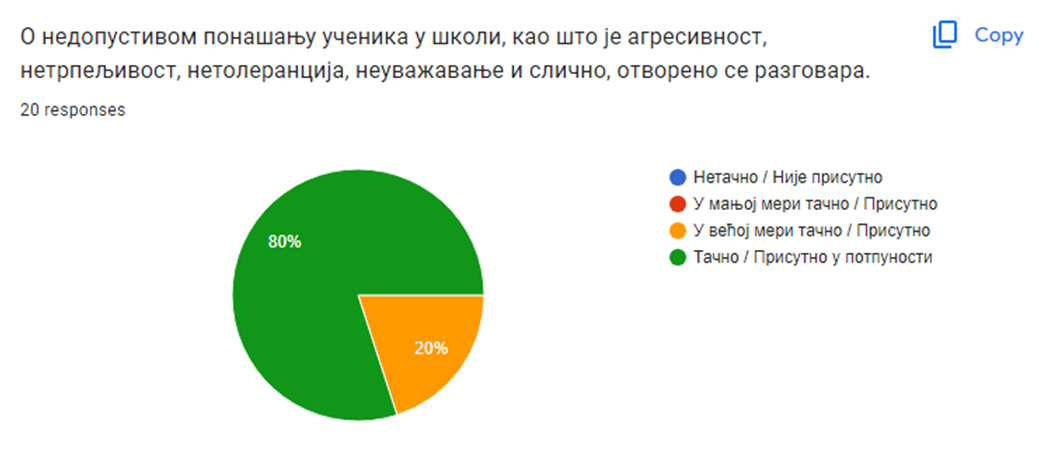 О недопустивом понашању ученика у школи, као што је агресивност,
нетрпељивост, нетолеранција, неуважавање и слично, отворено се разговара.
Copy
20 responses
80%
20%
Нетачно / Није присутно
У мањој мери тачно / Присутно
У већој мери тачно / Присутно
Тачно / Присутно у потпуности